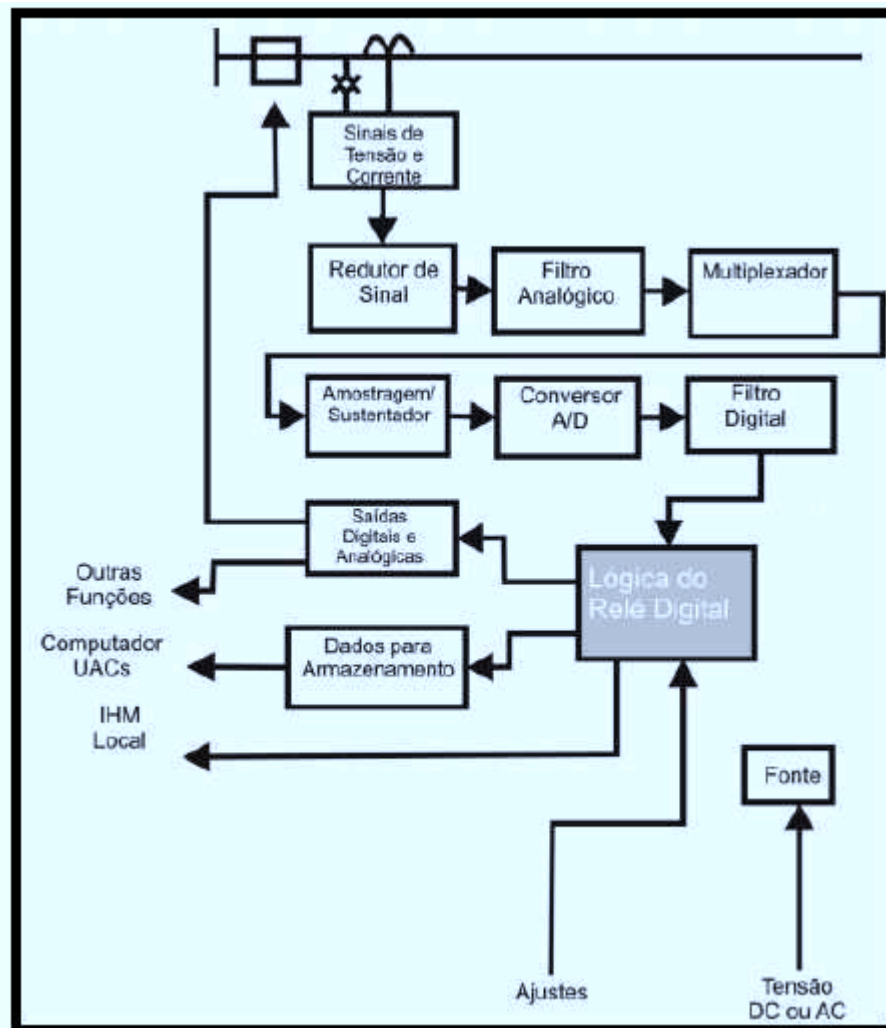 Sinais de
Tensão e
Corrente
Redutor de
Sinal
Filtro
Analógico
Multiplexador
Amostragem/
Sustentador
Conversor
A/D
Filtro
Digital
Saídas
Digitais e
Analógicas
Lógica do
Relé Digital
Outras
Funções
Computador
UACs
Dados para
Armazenamento
IHM
Local
Fonte
Ajustes
Tensão
DC ou AC